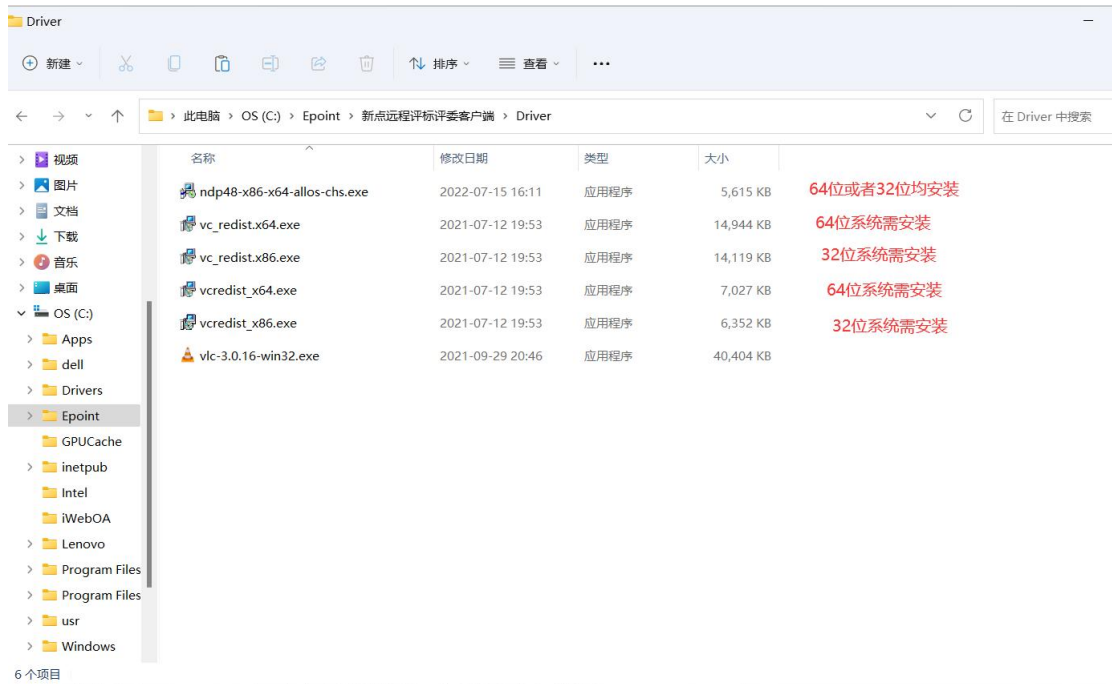 Driver
新建
排序
查看
此电脑 > OS (C:) > Epoint > 新点远程评标评委客户端 > Driver
在 Driver 中搜索
名称 修改日期 类型 大小
ndp48-x86-x64-allos-chs.exe 2022-07-15 16:11 应用程序 5,615 KB 64位或者32位均安装
vc_redist.x64.exe 2021-07-12 19:53 应用程序 14,944 KB 64位系统需安装
vc_redist.x86.exe 2021-07-12 19:53 应用程序 14,119 KB 32位系统需安装
vcredist_x64.exe 2021-07-12 19:53 应用程序 7,027 KB 64位系统需安装
vcredist_x86.exe 2021-07-12 19:53 应用程序 6,352 KB 32位系统需安装
vlc-3.0.16-win32.exe 2021-09-29 20:46 应用程序 40,404 KB
视频
图片
文档
下载
音乐
桌面
OS (C:)
Apps
dell
Drivers
Epoint
GPUCache
inetpub
Intel
iWebOA
Lenovo
Program Files
Program Files
usr
Windows
6 个项目